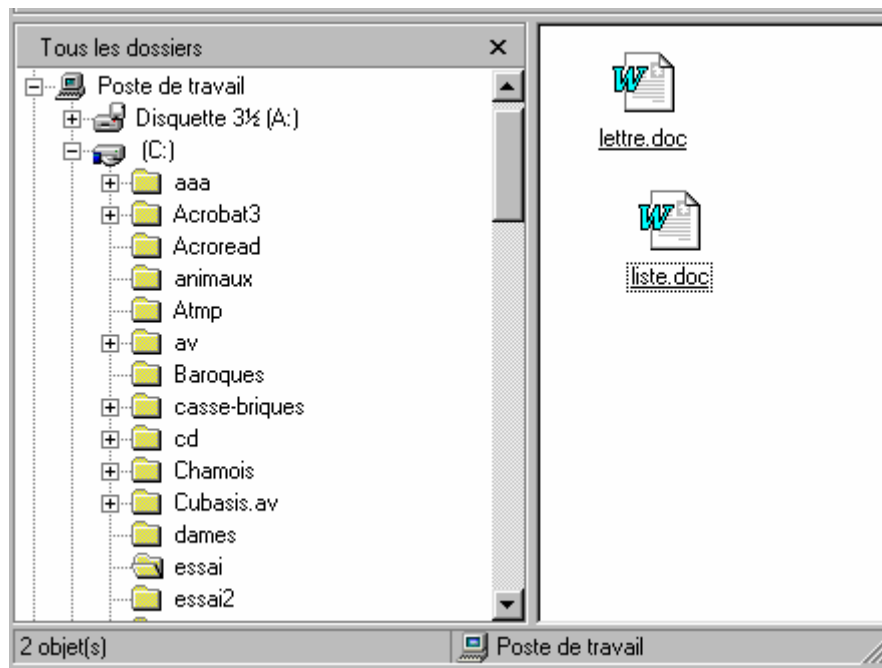 Tous les dossiers
Poste de travail
Disquette 3½ (A:)
(C:)
aaa
Acrobat3
Acroread
animaux
Atmp
av
Baroques
casse-briques
cd
Chamois
Cubasis.av
dames
essai
essai2
lettre.doc
liste.doc
2 objet(s)
Poste de travail